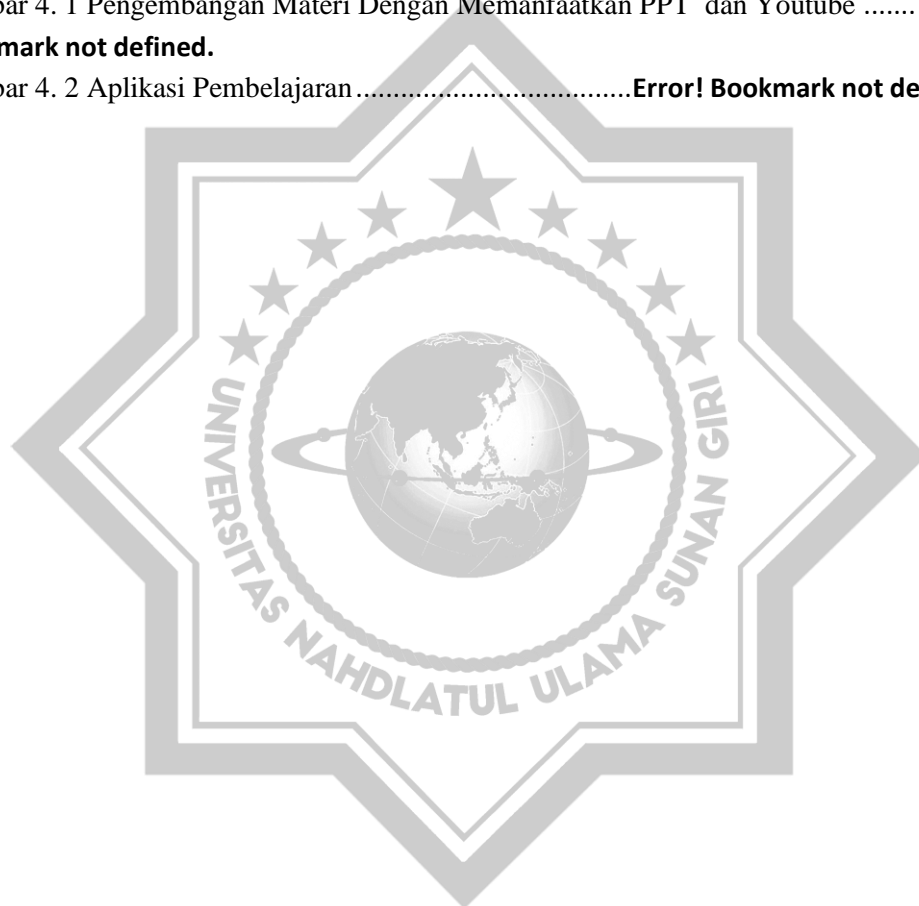 bar 4. 1 Pengembangan Materi Dengan Memanfaatkan PPT dan Youtube .......
mark not defined.
bar 4. 2 Aplikasi Pembelajaran.....................................Error! Bookmark not de
UNIVERSITAS NAHDLATUL ULAMA SUNAN GIRI